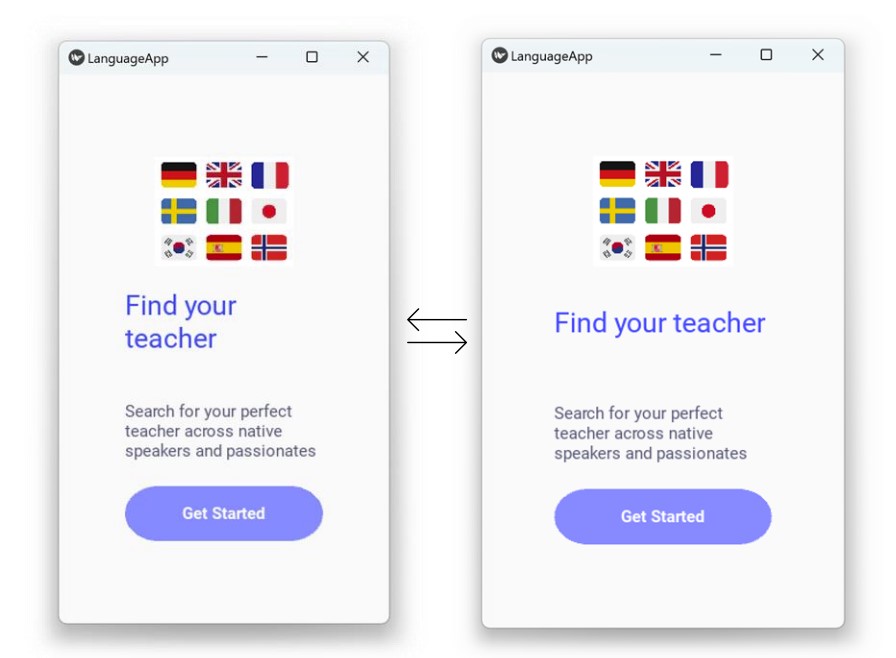 LanguageApp
Find your
teacher
Search for your perfect
teacher across native
speakers and passionates
Get Started
LanguageApp
Find your teacher
Search for your perfect
teacher across native
speakers and passionates
Get Started